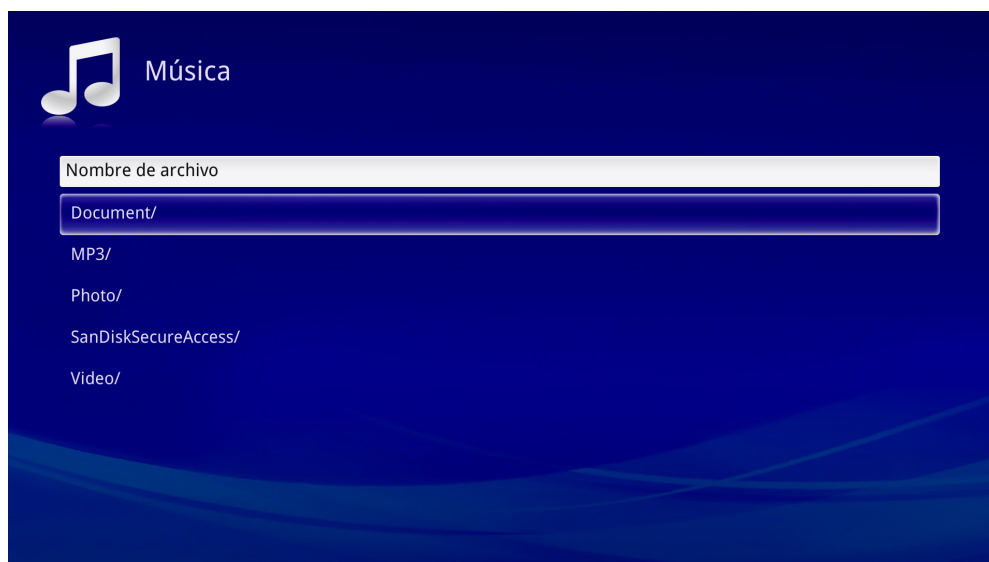 Música
Nombre de archivo
Document/
MP3/
Photo/
SanDiskSecureAccess/
Video/